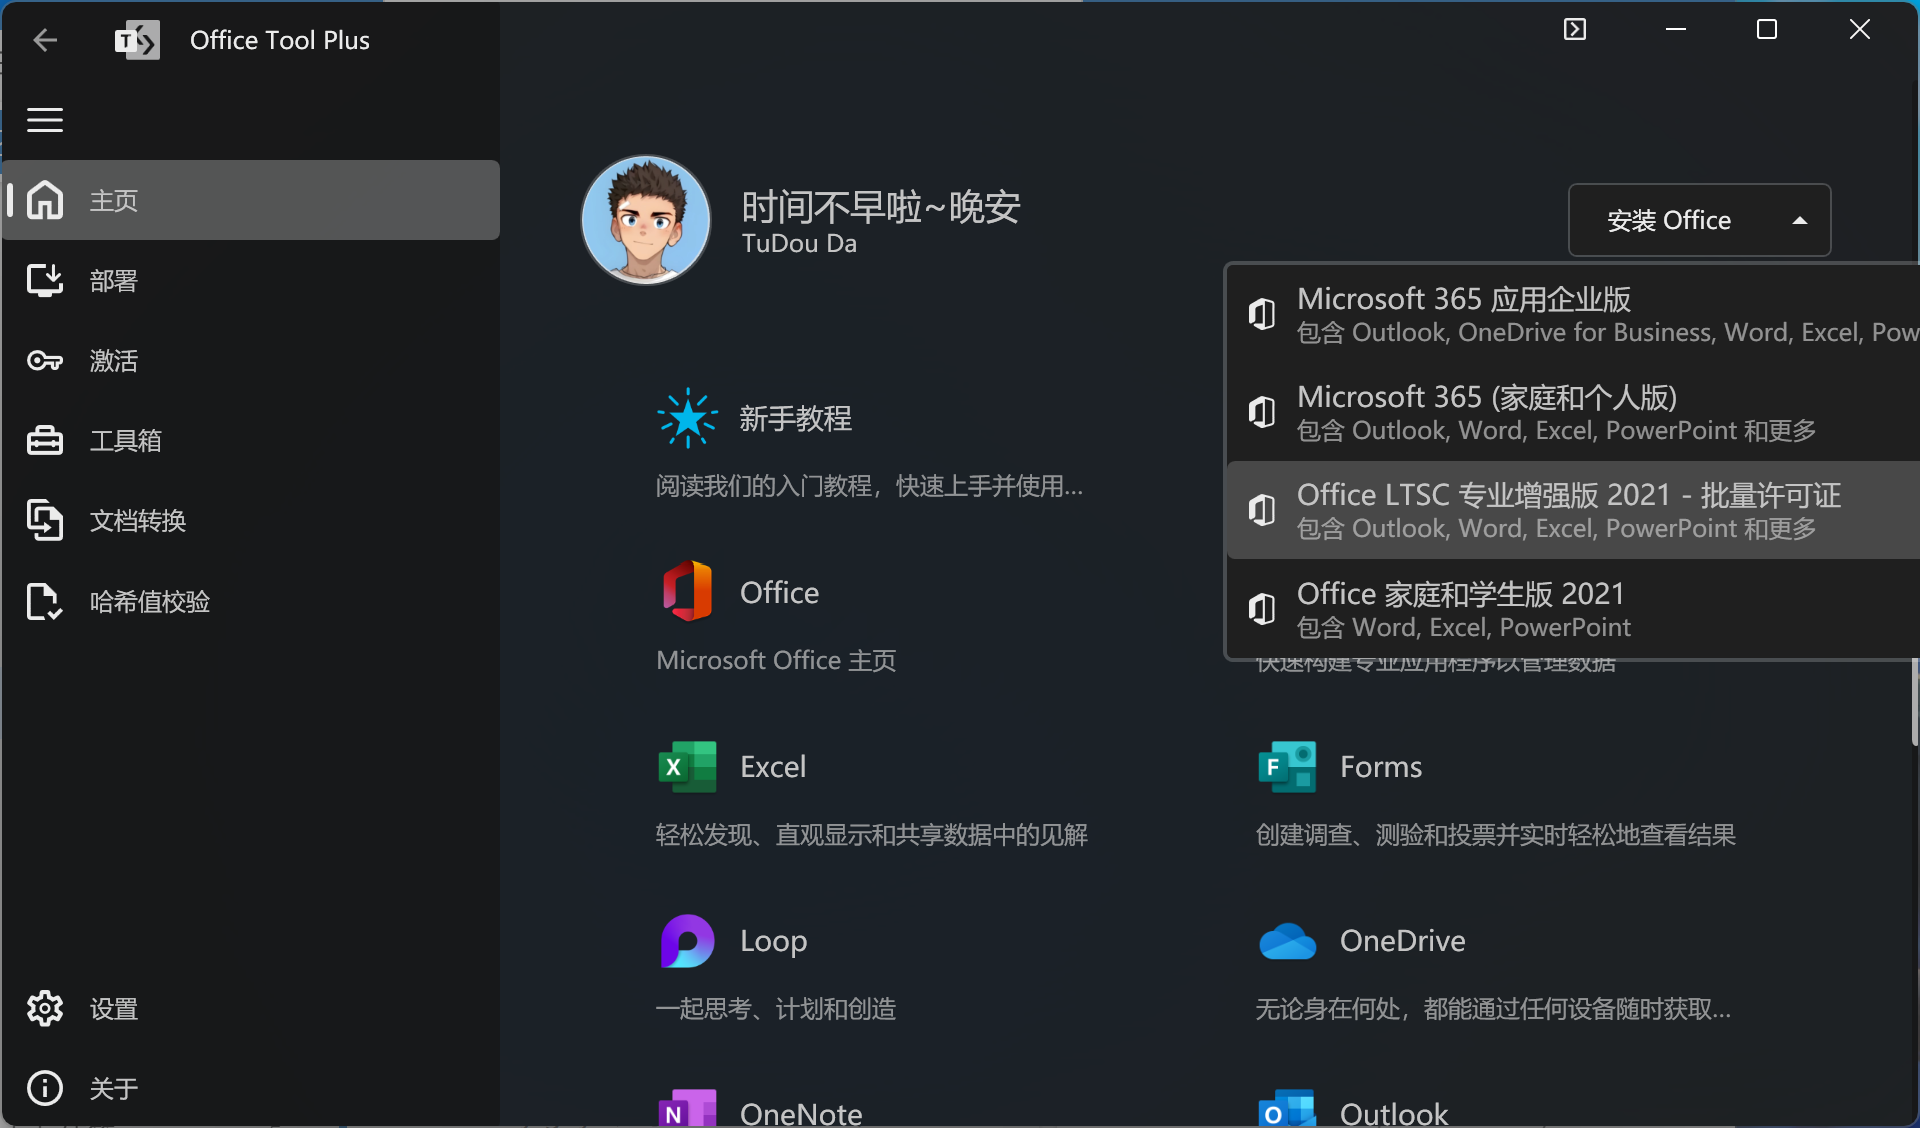 Office Tool Plus
主页
部署
激活
工具箱
文档转换
哈希值校验
设置
关于
时间不早啦~晚安
TuDou Da
安装 Office
Microsoft 365 应用企业版
包含 Outlook, OneDrive for Business, Word, Excel, Pow
Microsoft 365 (家庭和个人版)
包含 Outlook, Word, Excel, PowerPoint 和更多
Office LTSC 专业增强版 2021 - 批量许可证
包含 Outlook, Word, Excel, PowerPoint 和更多
Office 家庭和学生版 2021
包含 Word, Excel, PowerPoint
新手教程
阅读我们的入门教程，快速上手并使用...
Office
Microsoft Office 主页
快速构建专业应用程序以管理数据
Excel
轻松发现、直观显示和共享数据中的见解
Forms
创建调查、测验和投票并实时轻松地查看结果
Loop
一起思考、计划和创造
OneDrive
无论身在何处，都能通过任何设备随时获取...
OneNote
Outlook